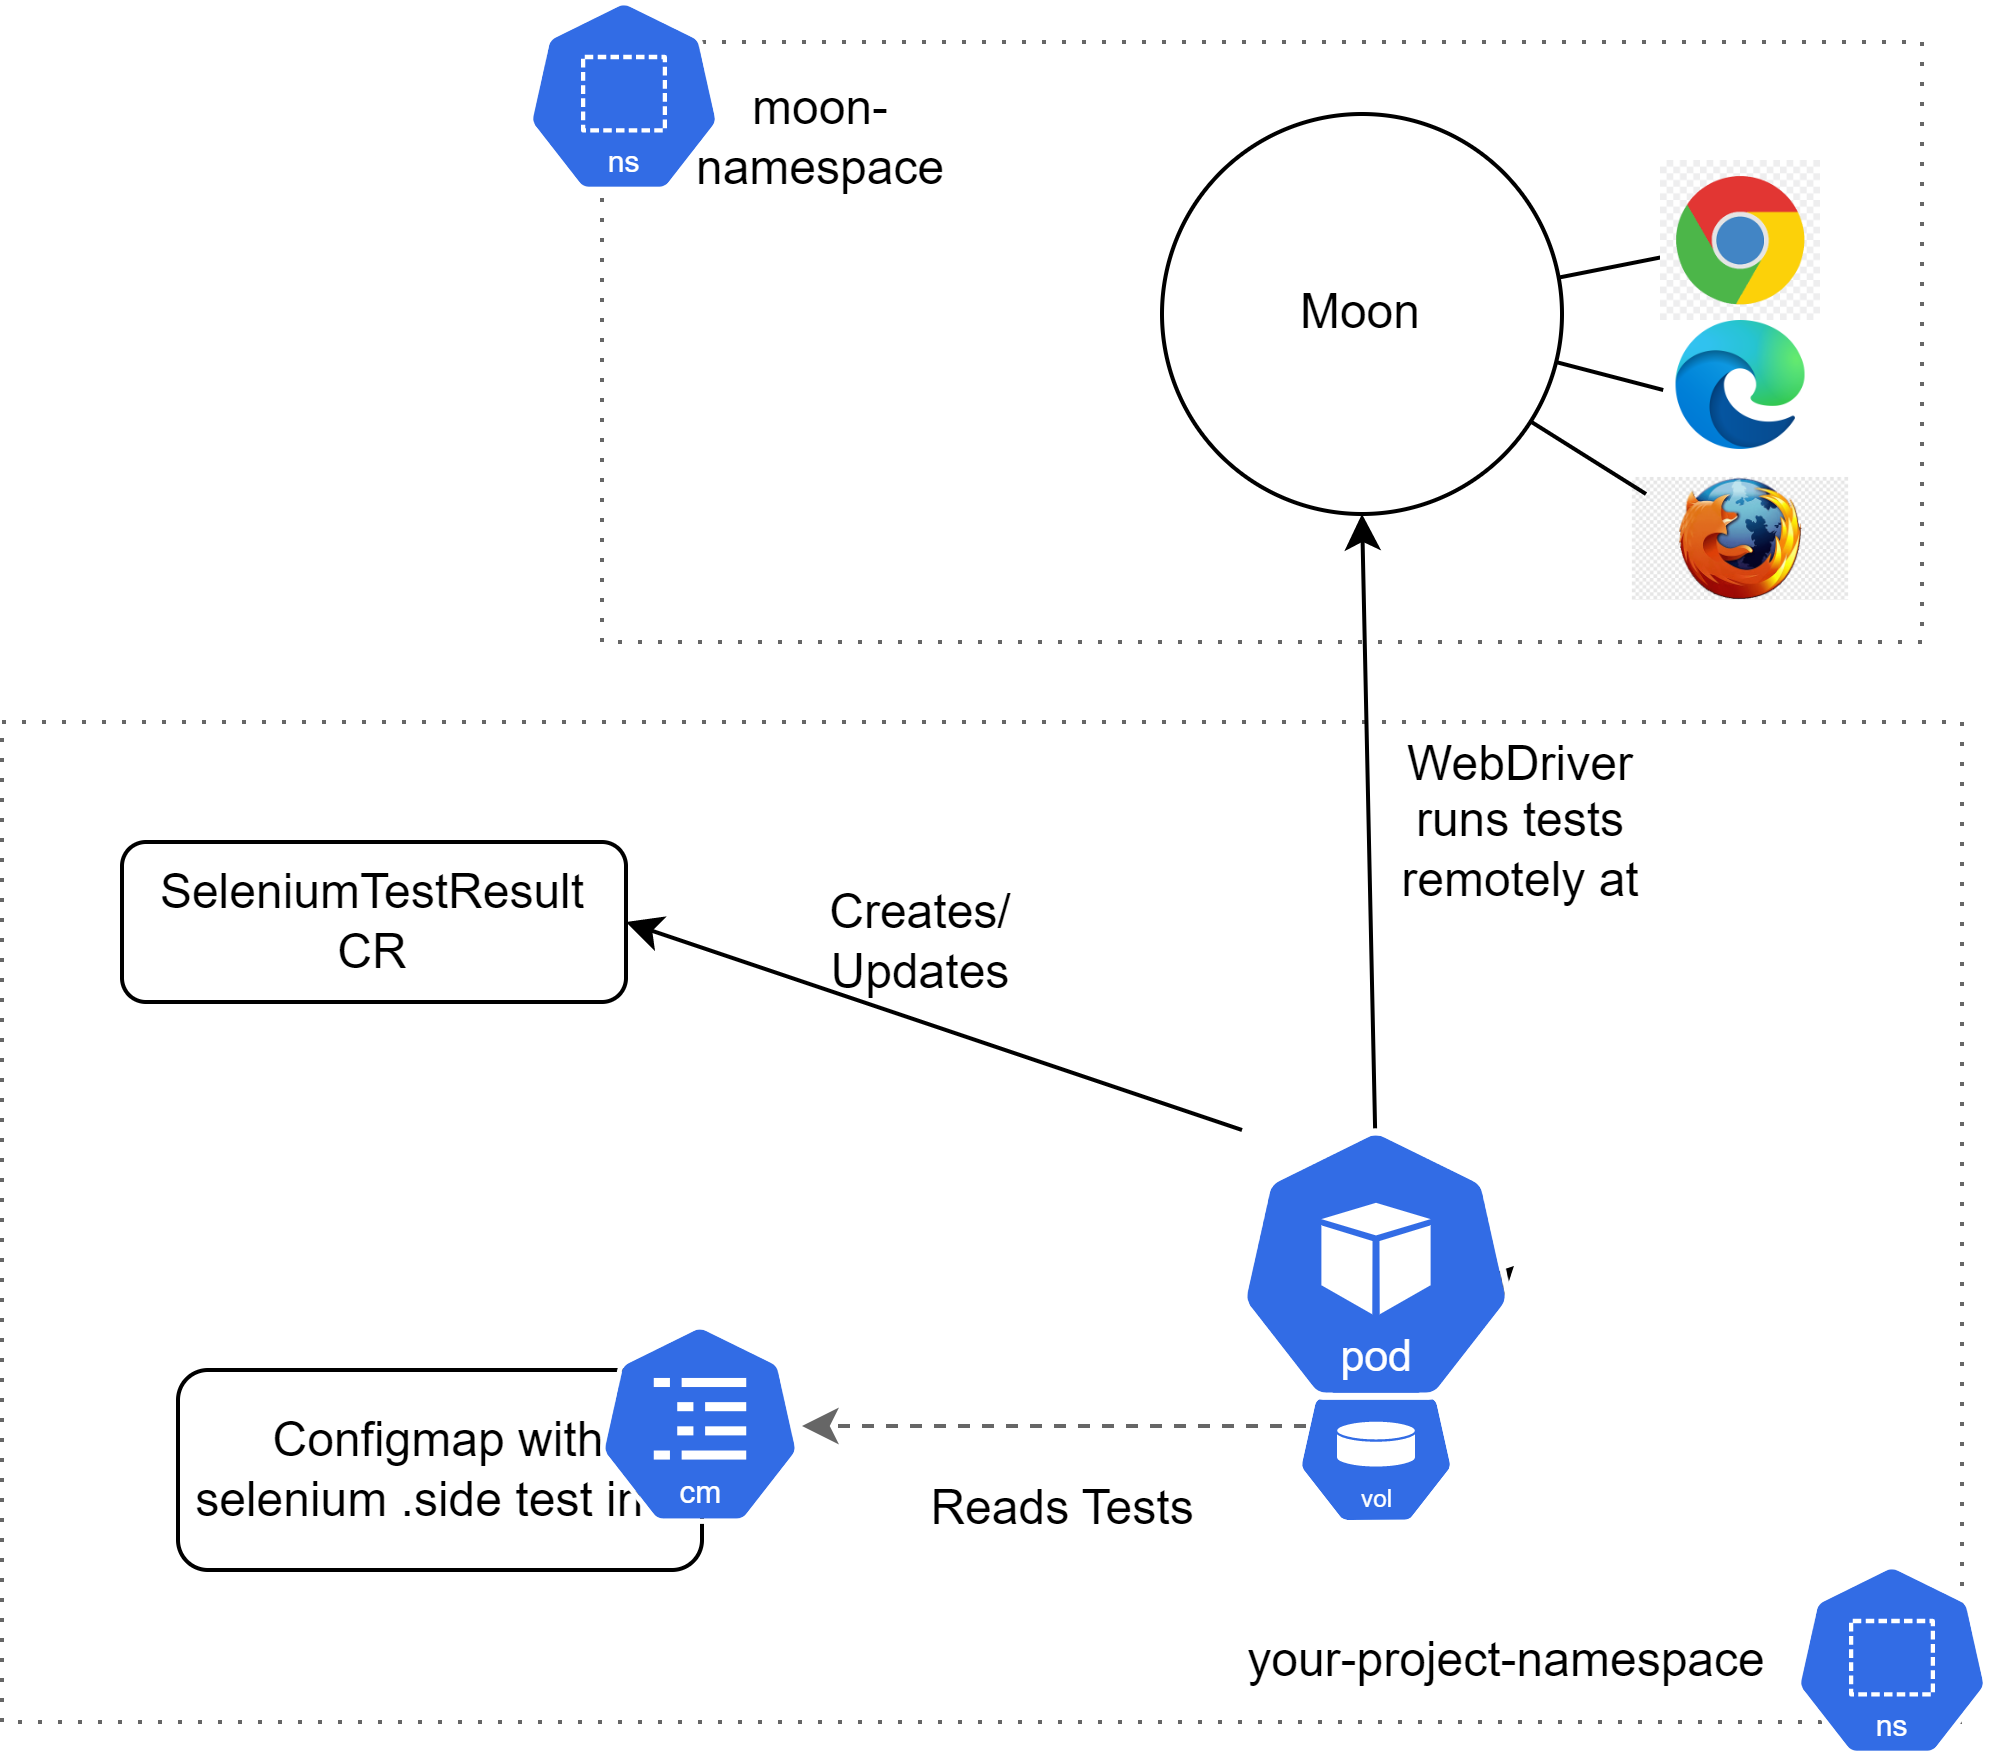 ns
moon-
namespace
Moon
WebDriver
runs tests
remotely at
SeleniumTestResult
CR
Creates/
Updates
pod
Configmap with
selenium .side test in
cm
Reads Tests
vol
your-project-namespace
ns